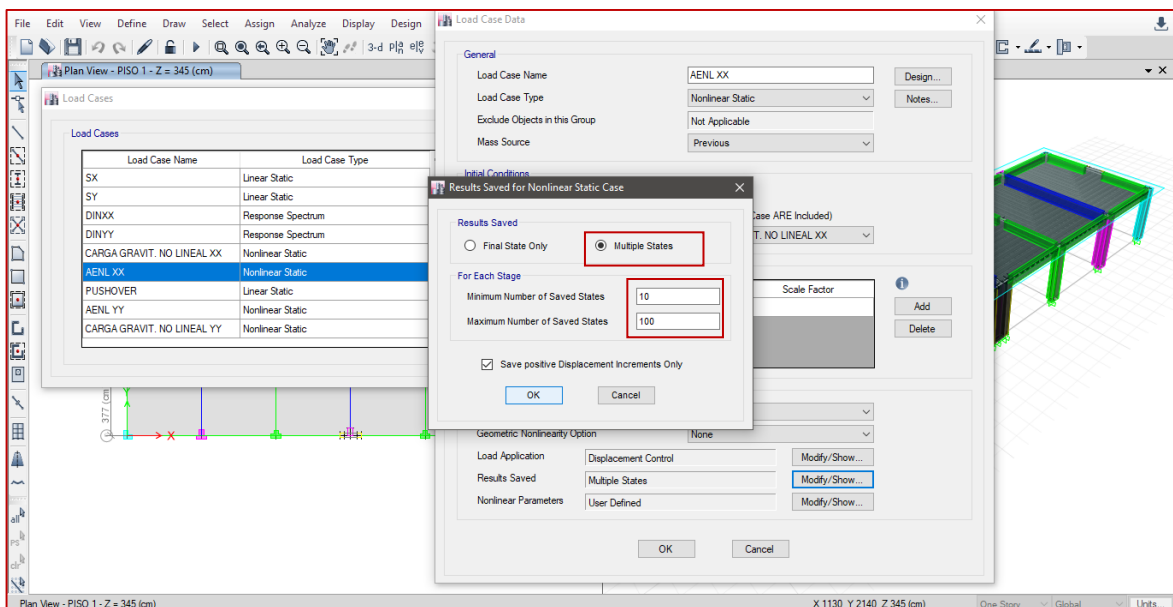 File Edit View Define Draw Select Assign Analyze Display Design
3-d
Plan View - PISO 1 - Z = 345 (cm)
Load Cases
Load Cases
Load Case Name Load Case Type
SX Linear Static
SY Linear Static
DINXX Response Spectrum
DINYY Response Spectrum
CARGA GRAVIT. NO LINEAL XX Nonlinear Static
AENL XX Nonlinear Static
PUSHOVER Linear Static
AENL YY Nonlinear Static
CARGA GRAVIT. NO LINEAL YY Nonlinear Static
377 (cm)
Y
X
all
PS
clr
Load Case Data
General
Load Case Name AENL XX Design...
Load Case Type Nonlinear Static Notes...
Exclude Objects in this Group Not Applicable
Mass Source Previous
Initial Conditions
Case ARE Included)
T. NO LINEAL XX
Scale Factor
Add
Delete
Results Saved for Nonlinear Static Case
Results Saved
Final State Only Multiple States
For Each Stage
Minimum Number of Saved States 10
Maximum Number of Saved States 100
Save positive Displacement Increments Only
OK Cancel
Geometric Nonlinearity Option None
Load Application Displacement Control Modify/Show...
Results Saved Multiple States Modify/Show...
Nonlinear Parameters User Defined Modify/Show...
OK Cancel
Plan View - PISO 1 - Z = 345 (cm) X 1130 Y 2140 Z 345 (cm) One Story Global Units...